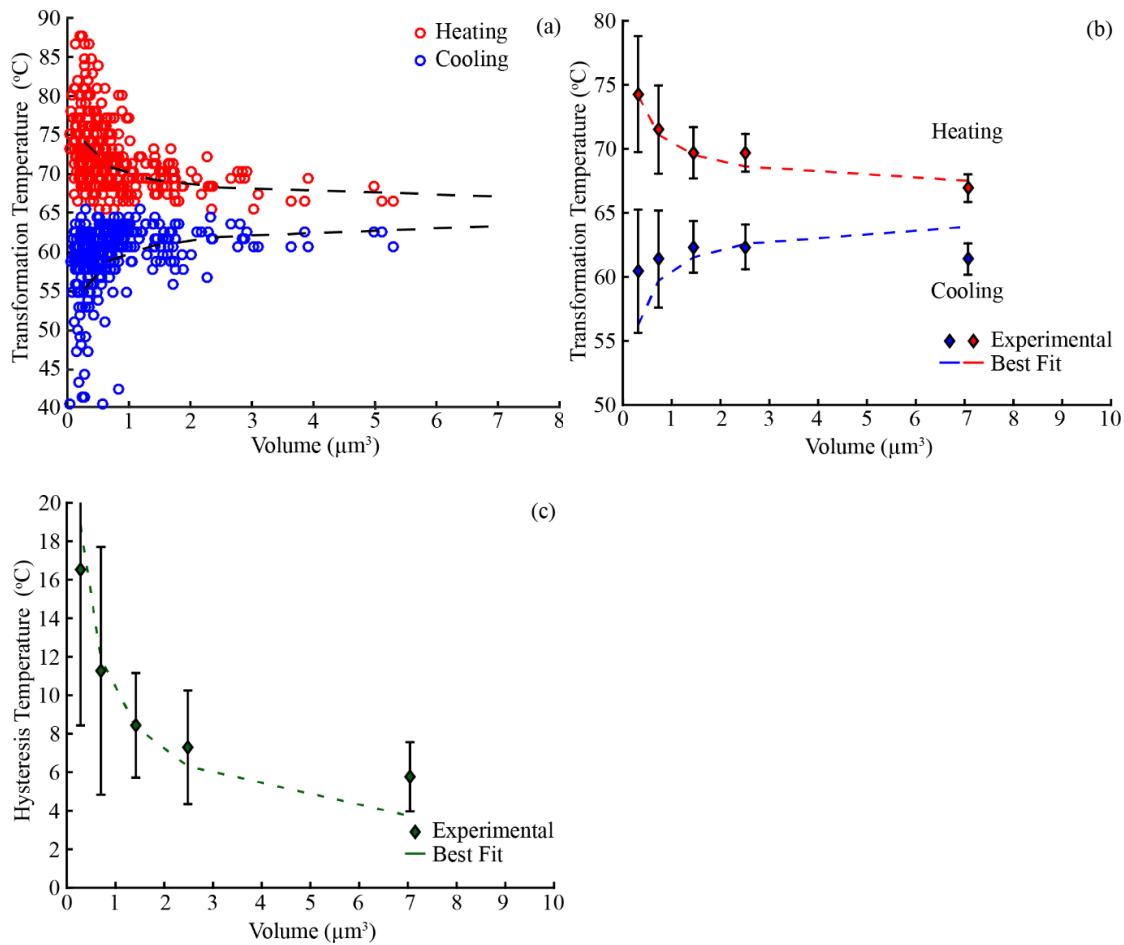 (a)
Heating
Cooling
Transformation Temperature (°C)
90
85
80
75
70
65
60
55
50
45
40
0 1 2 3 4 5 6 7 8
Volume (µm³)
(b)
Heating
Cooling
Experimental
Best Fit
Transformation Temperature (°C)
80
75
70
65
60
55
50
0 1 2 3 4 5 6 7 8 9 10
Volume (µm³)
(c)
Experimental
Best Fit
Hysteresis Temperature (°C)
20
18
16
14
12
10
8
6
4
2
0
0 1 2 3 4 5 6 7 8 9 10
Volume (µm³)